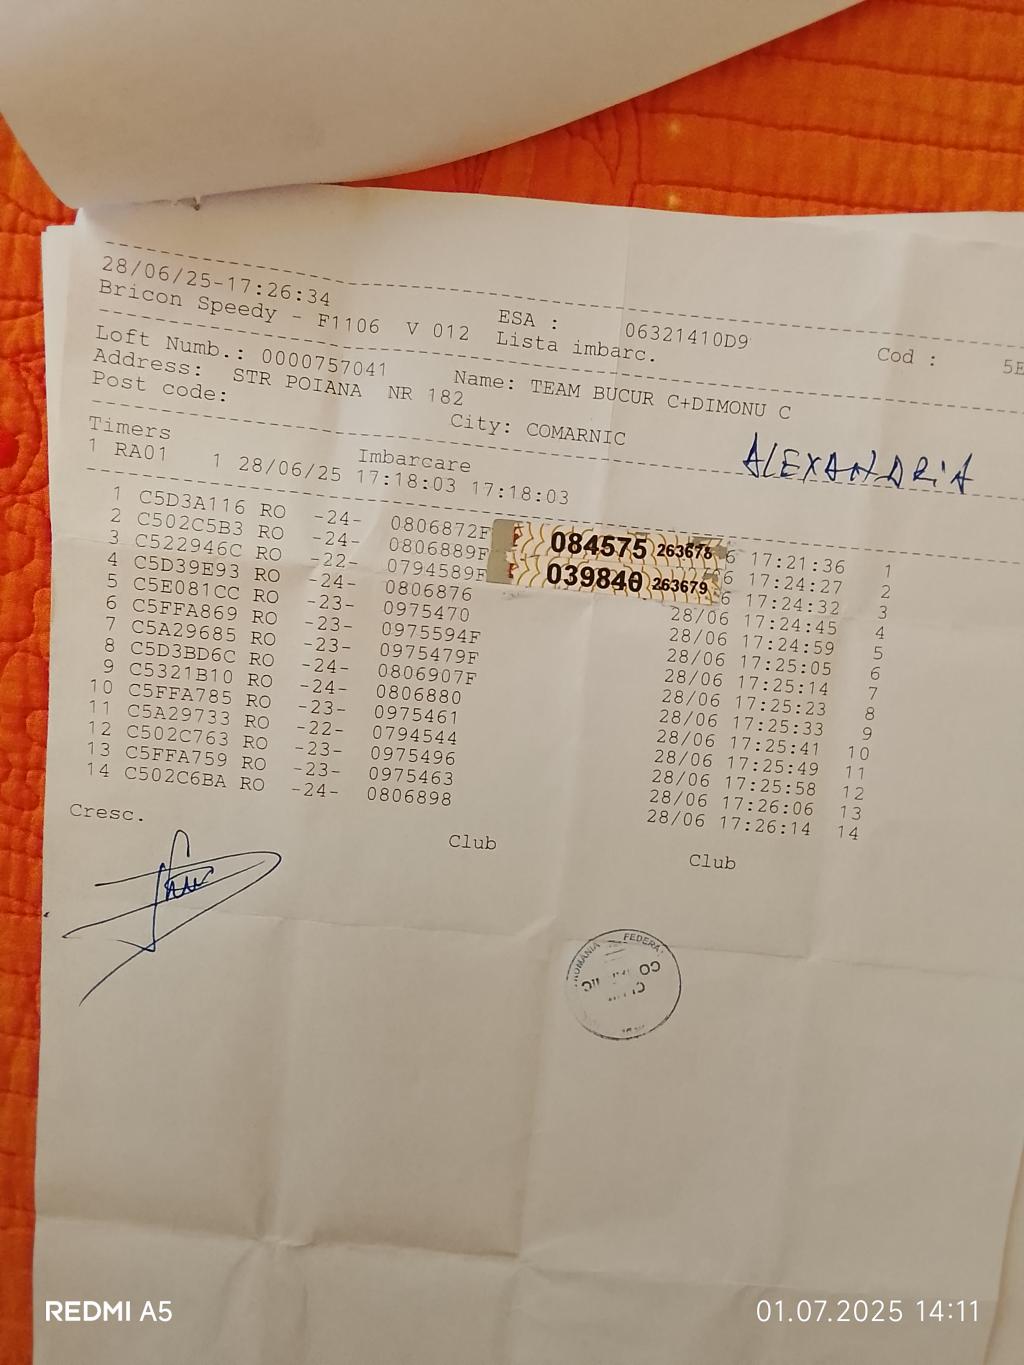 28/06/25-17:26:34
Bricon Speedy - F1106 V 012 ESA : 06321410D9 Cod : 5E
Lista imbarc.
Loft Numb.: 0000757041 Name: TEAM BUCUR C+DIMONU C
Address: STR POIANA NR 182
Post code: City: COMARNIC
ALEXANDRIA
Timers Imbarcare
1 RA01 1 28/06/25 17:18:03 17:18:03
1 C5D3A116 RO -24- 0806872F 084575 263678 6 17:21:36 1
2 C502C5B3 RO -24- 0806889F 039840 263679 6 17:24:27 2
3 C522946C RO -22- 0794589F 6 17:24:32 3
4 C5D39E93 RO -24- 0806876 28/06 17:24:45 4
5 C5E081CC RO -23- 0975470 28/06 17:24:59 5
6 C5FFA869 RO -23- 0975594F 28/06 17:25:05 6
7 C5A29685 RO -23- 0975479F 28/06 17:25:14 7
8 C5D3BD6C RO -24- 0806907F 28/06 17:25:23 8
9 C5321B10 RO -24- 0806880 28/06 17:25:33 9
10 C5FFA785 RO -23- 0975461 28/06 17:25:41 10
11 C5A29733 RO -22- 0794544 28/06 17:25:49 11
12 C502C763 RO -23- 0975496 28/06 17:25:58 12
13 C5FFA759 RO -23- 0975463 28/06 17:26:06 13
14 C502C6BA RO -24- 0806898 28/06 17:26:14 14
Cresc. Club Club
ROMANIA FEDERA
REDMI A5 01.07.2025 14:11